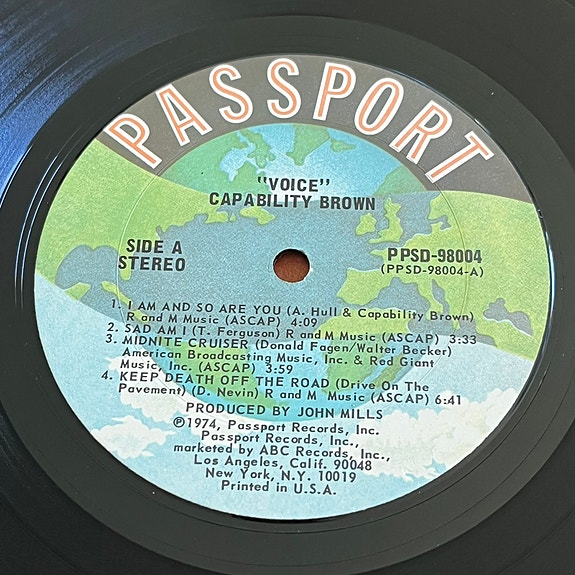 PASSPORT
"VOICE"
CAPABILITY BROWN
SIDE A
STEREO
PPSD-98004
(PPSD-98004-A)
1. I AM AND SO ARE YOU (A. Hull & Capability Brown)
R and M Music (ASCAP) 4:09
2. SAD AM I (T. Ferguson) R and M Music (ASCAP) 3:33
3. MIDNITE CRUISER (Donald Fagen/Walter Becker)
American Broadcasting Music, Inc. & Red Giant
Music, Inc. (ASCAP) 3:59
4. KEEP DEATH OFF THE ROAD (Drive On The
Pavement) (D. Nevin) R and M Music (ASCAP) 6:41
PRODUCED BY JOHN MILLS
℗1974, Passport Records, Inc.
Passport Records, Inc.,
marketed by ABC Records, Inc.,
Los Angeles, Calif. 90048
New York, N.Y. 10019
Printed in U.S.A.